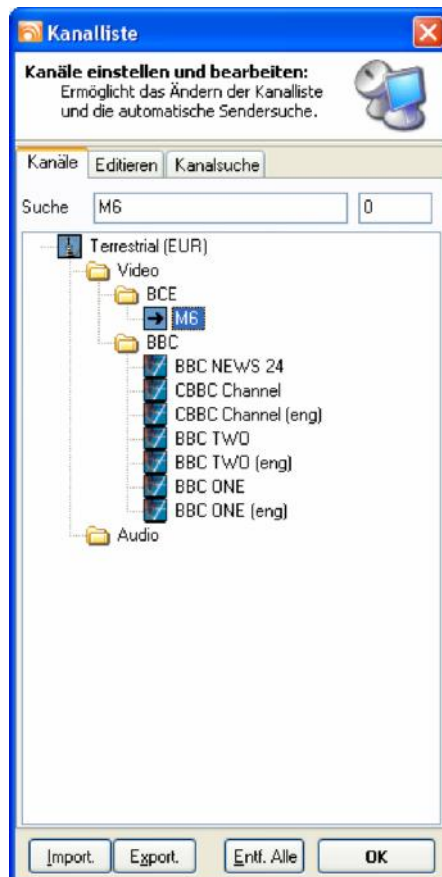 Kanalliste
Kanäle einstellen und bearbeiten:
Ermöglicht das Ändern der Kanalliste
und die automatische Sendersuche.
Kanäle Editieren Kanalsuche
Suche M6 0
Terrestrial (EUR)
Video
BCE
M6
BBC
BBC NEWS 24
CBBC Channel
CBBC Channel (eng)
BBC TWO
BBC TWO (eng)
BBC ONE
BBC ONE (eng)
Audio
Import. Export. Entf. Alle OK